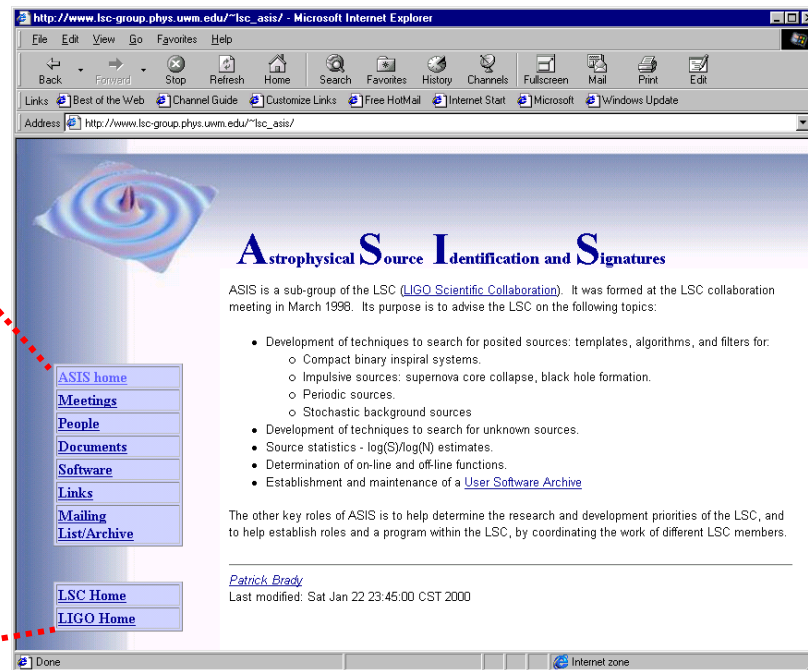 http://www.lsc-group.phys.uwm.edu/~lsc_asis/ - Microsoft Internet Explorer
File Edit View Go Favorites Help
Back Forward Stop Refresh Home Search Favorites History Channels Fullscreen Mail Print Edit
Links Best of the Web Channel Guide Customize Links Free HotMail Internet Start Microsoft Windows Update
Address http://www.lsc-group.phys.uwm.edu/~lsc_asis/
Astrophysical Source Identification and Signatures
ASIS is a sub-group of the LSC (LIGO Scientific Collaboration). It was formed at the LSC collaboration
meeting in March 1998. Its purpose is to advise the LSC on the following topics:
Development of techniques to search for posited sources: templates, algorithms, and filters for:
Compact binary inspiral systems.
Impulsive sources: supernova core collapse, black hole formation.
Periodic sources.
Stochastic background sources
Development of techniques to search for unknown sources.
Source statistics - log(S)/log(N) estimates.
Determination of on-line and off-line functions.
Establishment and maintenance of a User Software Archive
The other key roles of ASIS is to help determine the research and development priorities of the LSC, and
to help establish roles and a program within the LSC, by coordinating the work of different LSC members.
Patrick Brady
Last modified: Sat Jan 22 23:45:00 CST 2000
ASIS home
Meetings
People
Documents
Software
Links
Mailing
List/Archive
LSC Home
LIGO Home
Done Internet zone